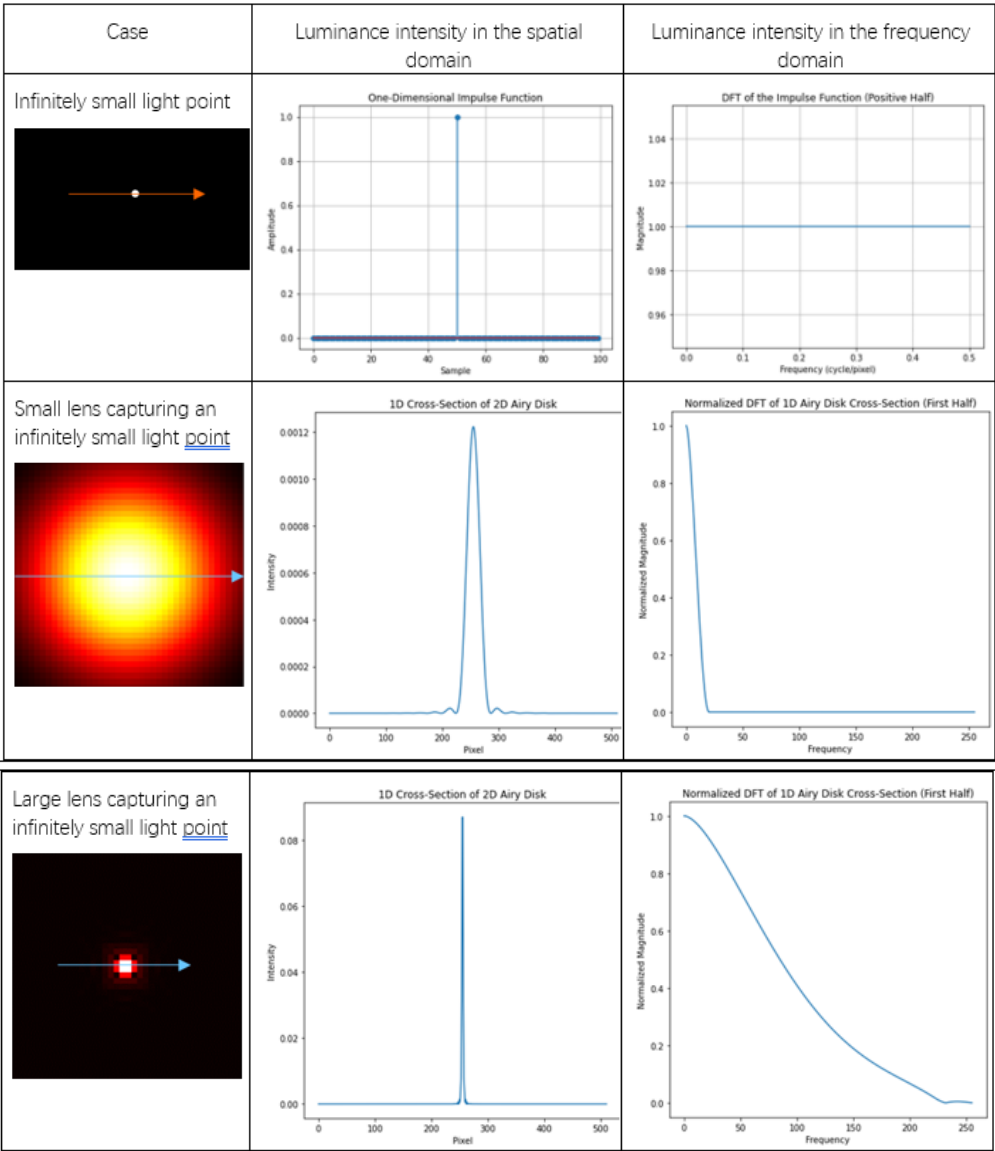 Case
Luminance intensity in the spatial
domain
Luminance intensity in the frequency
domain
Infinitely small light point
One-Dimensional Impulse Function
1.0
0.8
0.6
0.4
0.2
0.0
Amplitude
0
20
40
60
80
100
Sample
DFT of the Impulse Function (Positive Half)
1.04
1.02
1.00
0.98
0.96
Magnitude
0.0
0.1
0.2
0.3
0.4
0.5
Frequency (cycle/pixel)
Small lens capturing an
infinitely small light point
1D Cross-Section of 2D Airy Disk
0.0012
0.0010
0.0008
0.0006
0.0004
0.0002
0.0000
Intensity
0
100
200
300
400
500
Pixel
Normalized DFT of 1D Airy Disk Cross-Section (First Half)
1.0
0.8
0.6
0.4
0.2
0.0
Normalized Magnitude
0
50
100
150
200
250
Frequency
Large lens capturing an
infinitely small light point
1D Cross-Section of 2D Airy Disk
0.08
0.06
0.04
0.02
0.00
Intensity
0
100
200
300
400
500
Pixel
Normalized DFT of 1D Airy Disk Cross-Section (First Half)
1.0
0.8
0.6
0.4
0.2
0.0
Normalized Magnitude
0
50
100
150
200
250
Frequency